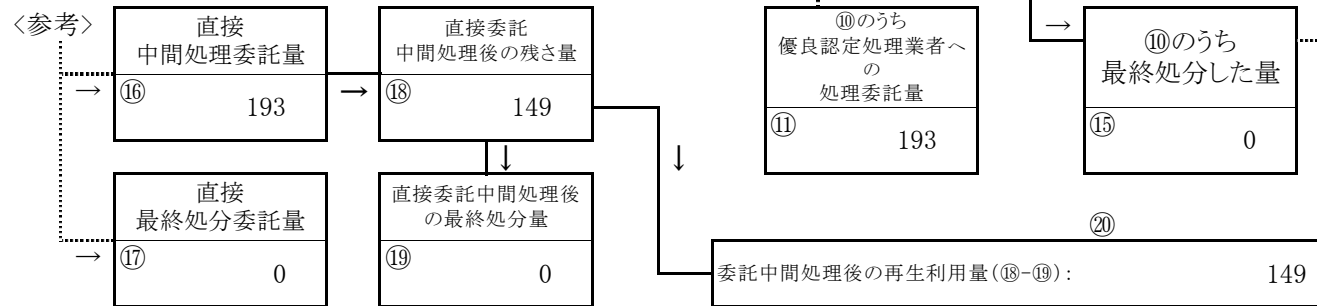 〈参考〉
直接
中間処理委託量
→
⑯
193
→
直接委託
中間処理後の残さ量
⑱
149
⑩のうち
優良認定処理業者へ
の
処理委託量
⑪
193
→
⑩のうち
最終処分した量
⑮
0
↓
↓
直接
最終処分委託量
→
⑰
0
直接委託中間処理後
の最終処分量
⑲
0
⑳
委託中間処理後の再生利用量(⑱-⑲): 149